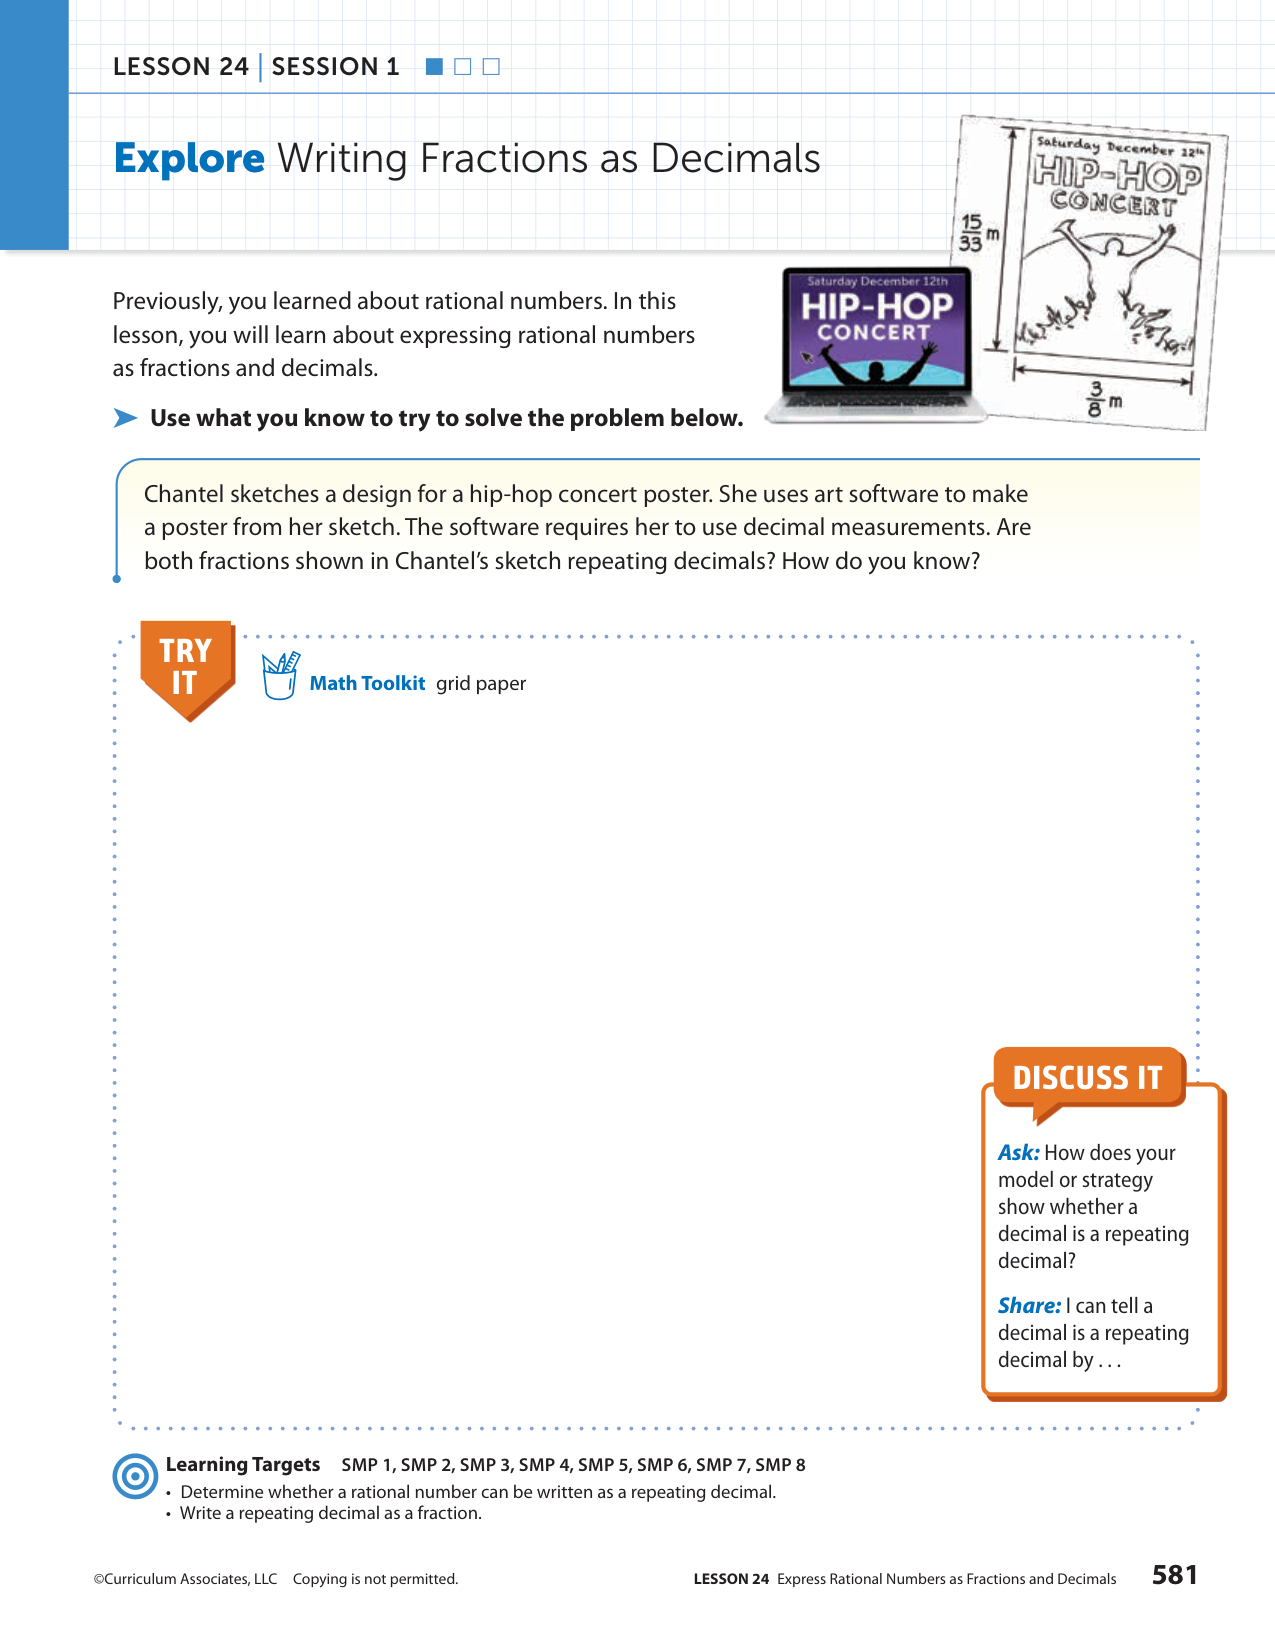 LESSON 24 | SESSION 1
Explore Writing Fractions as Decimals
Saturday December 12th
HIP-HOP
CONCERT
15/33 m
3/8 m
Saturday December 12th
HIP-HOP
CONCERT
Previously, you learned about rational numbers. In this
lesson, you will learn about expressing rational numbers
as fractions and decimals.
Use what you know to try to solve the problem below.
Chantel sketches a design for a hip-hop concert poster. She uses art software to make
a poster from her sketch. The software requires her to use decimal measurements. Are
both fractions shown in Chantel’s sketch repeating decimals? How do you know?
TRY
IT
Math Toolkit grid paper
DISCUSS IT
Ask: How does your
model or strategy
show whether a
decimal is a repeating
decimal?
Share: I can tell a
decimal is a repeating
decimal by . . .
Learning Targets SMP 1, SMP 2, SMP 3, SMP 4, SMP 5, SMP 6, SMP 7, SMP 8
• Determine whether a rational number can be written as a repeating decimal.
• Write a repeating decimal as a fraction.
©Curriculum Associates, LLC Copying is not permitted.
LESSON 24 Express Rational Numbers as Fractions and Decimals 581